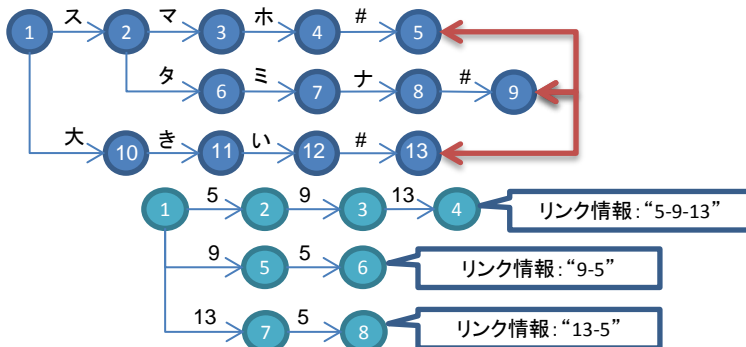 ス マ ホ #
1 2 3 4 5
タ ミ ナ #
6 7 8 9
大 き い #
10 11 12 13
5 9 13
1 2 3 4 リンク情報:“5-9-13”
9 5
5 6 リンク情報:“9-5”
13 5
7 8 リンク情報:“13-5”